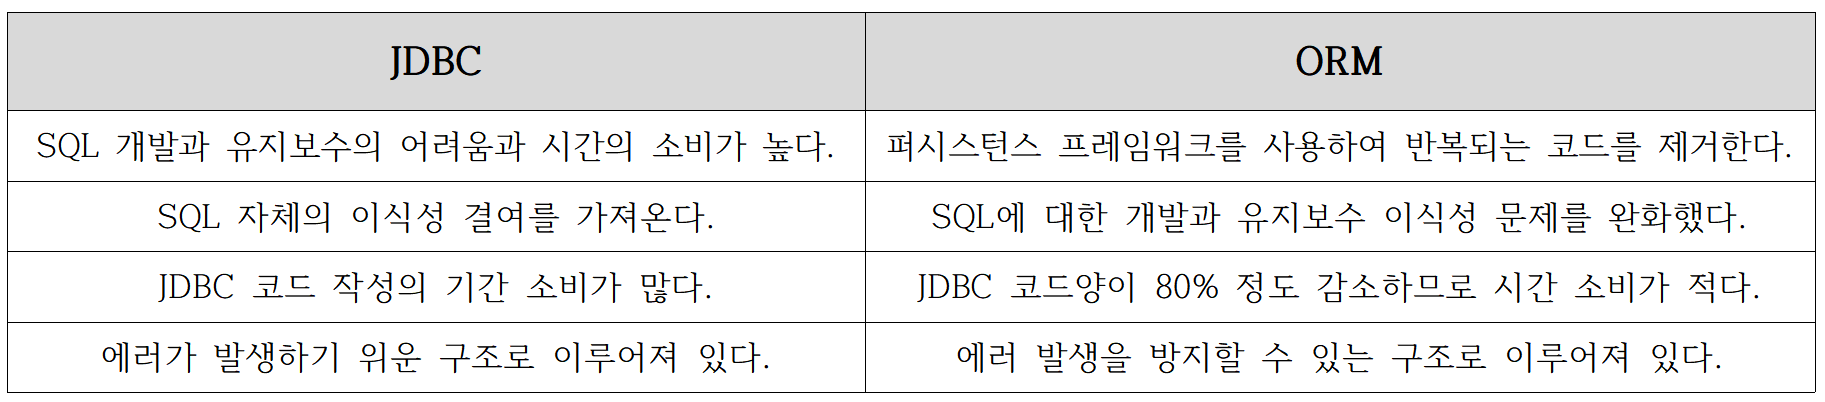 JDBC
ORM
SQL 개발과 유지보수의 어려움과 시간의 소비가 높다.
퍼시스턴스 프레임워크를 사용하여 반복되는 코드를 제거한다.
SQL 자체의 이식성 결여를 가져온다.
SQL에 대한 개발과 유지보수 이식성 문제를 완화했다.
JDBC 코드 작성의 기간 소비가 많다.
JDBC 코드양이 80% 정도 감소하므로 시간 소비가 적다.
에러가 발생하기 위운 구조로 이루어져 있다.
에러 발생을 방지할 수 있는 구조로 이루어져 있다.